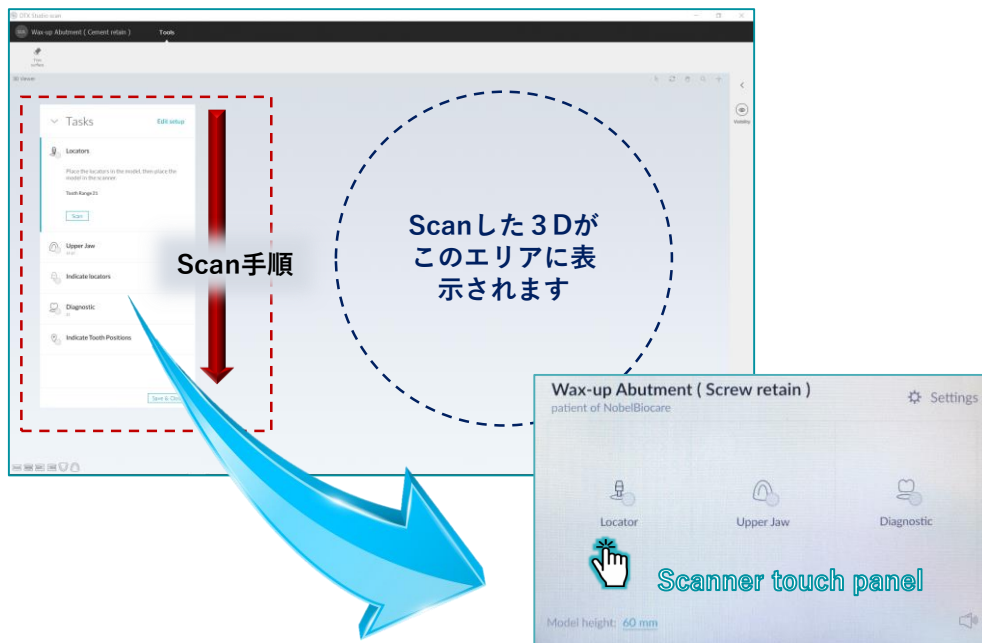 DTX Studio scan
Wax-up Abutment ( Cement retain )
Tools
Trim
surface
3D Viewer
Visibility
Tasks
Edit setup
Locators
Place the locators in the model, then place the
model in the scanner
Tooth Range 21
Scan
Upper Jaw
Indicate locators
Diagnostic
Indicate Tooth Positions
Save & Close
Scan手順
Scanした３Dが
このエリアに表
示されます
Wax-up Abutment ( Screw retain )
patient of NobelBiocare
Settings
Locator
Upper Jaw
Diagnostic
Scanner touch panel
Model height: 60 mm